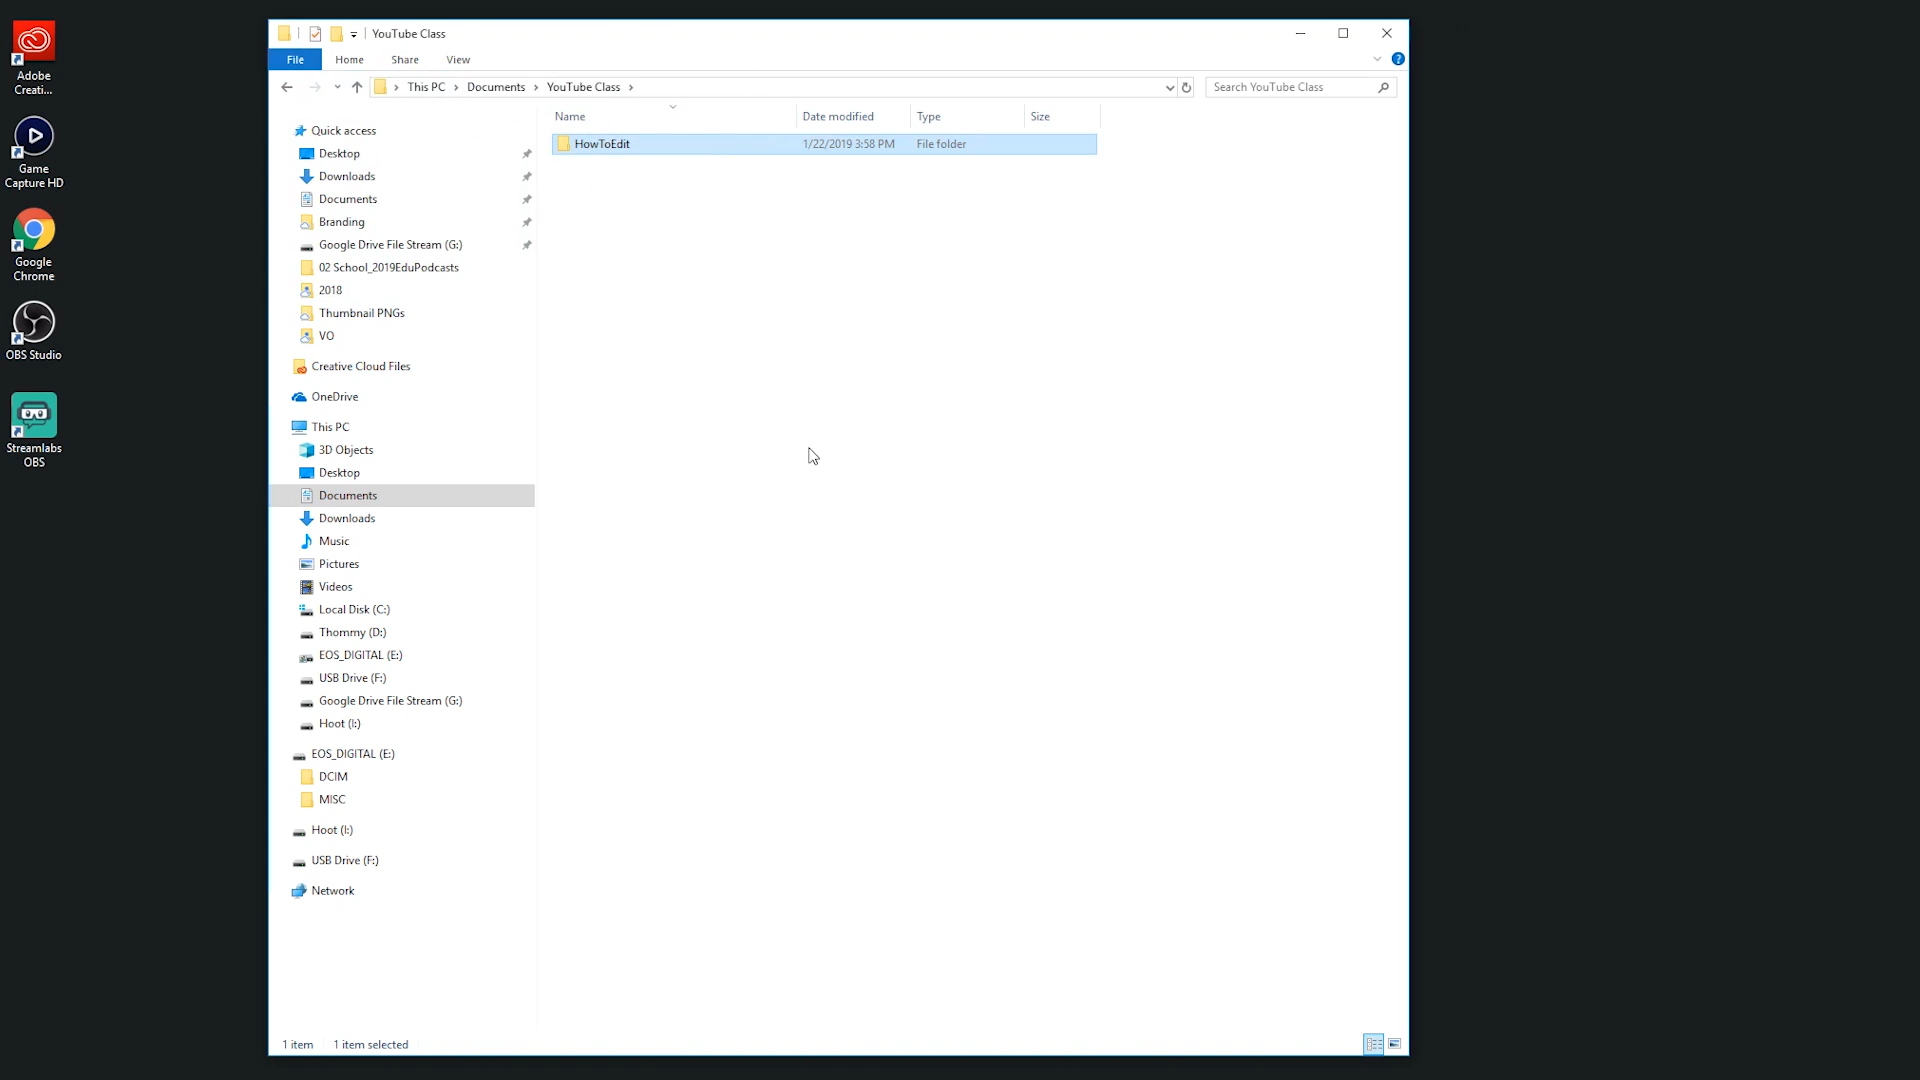 Adobe
Creati...
Game
Capture HD
Google
Chrome
OBS Studio
Streamlabs
OBS
YouTube Class
File Home Share View
This PC Documents YouTube Class
Search YouTube Class
Name Date modified Type Size
HowToEdit 1/22/2019 3:58 PM File folder
Quick access
Desktop
Downloads
Documents
Branding
Google Drive File Stream (G:)
02 School_2019EduPodcasts
2018
Thumbnail PNGs
VO
Creative Cloud Files
OneDrive
This PC
3D Objects
Desktop
Documents
Downloads
Music
Pictures
Videos
Local Disk (C:)
Thommy (D:)
EOS_DIGITAL (E:)
USB Drive (F:)
Google Drive File Stream (G:)
Hoot (I:)
EOS_DIGITAL (E:)
DCIM
MISC
Hoot (I:)
USB Drive (F:)
Network
1 item 1 item selected